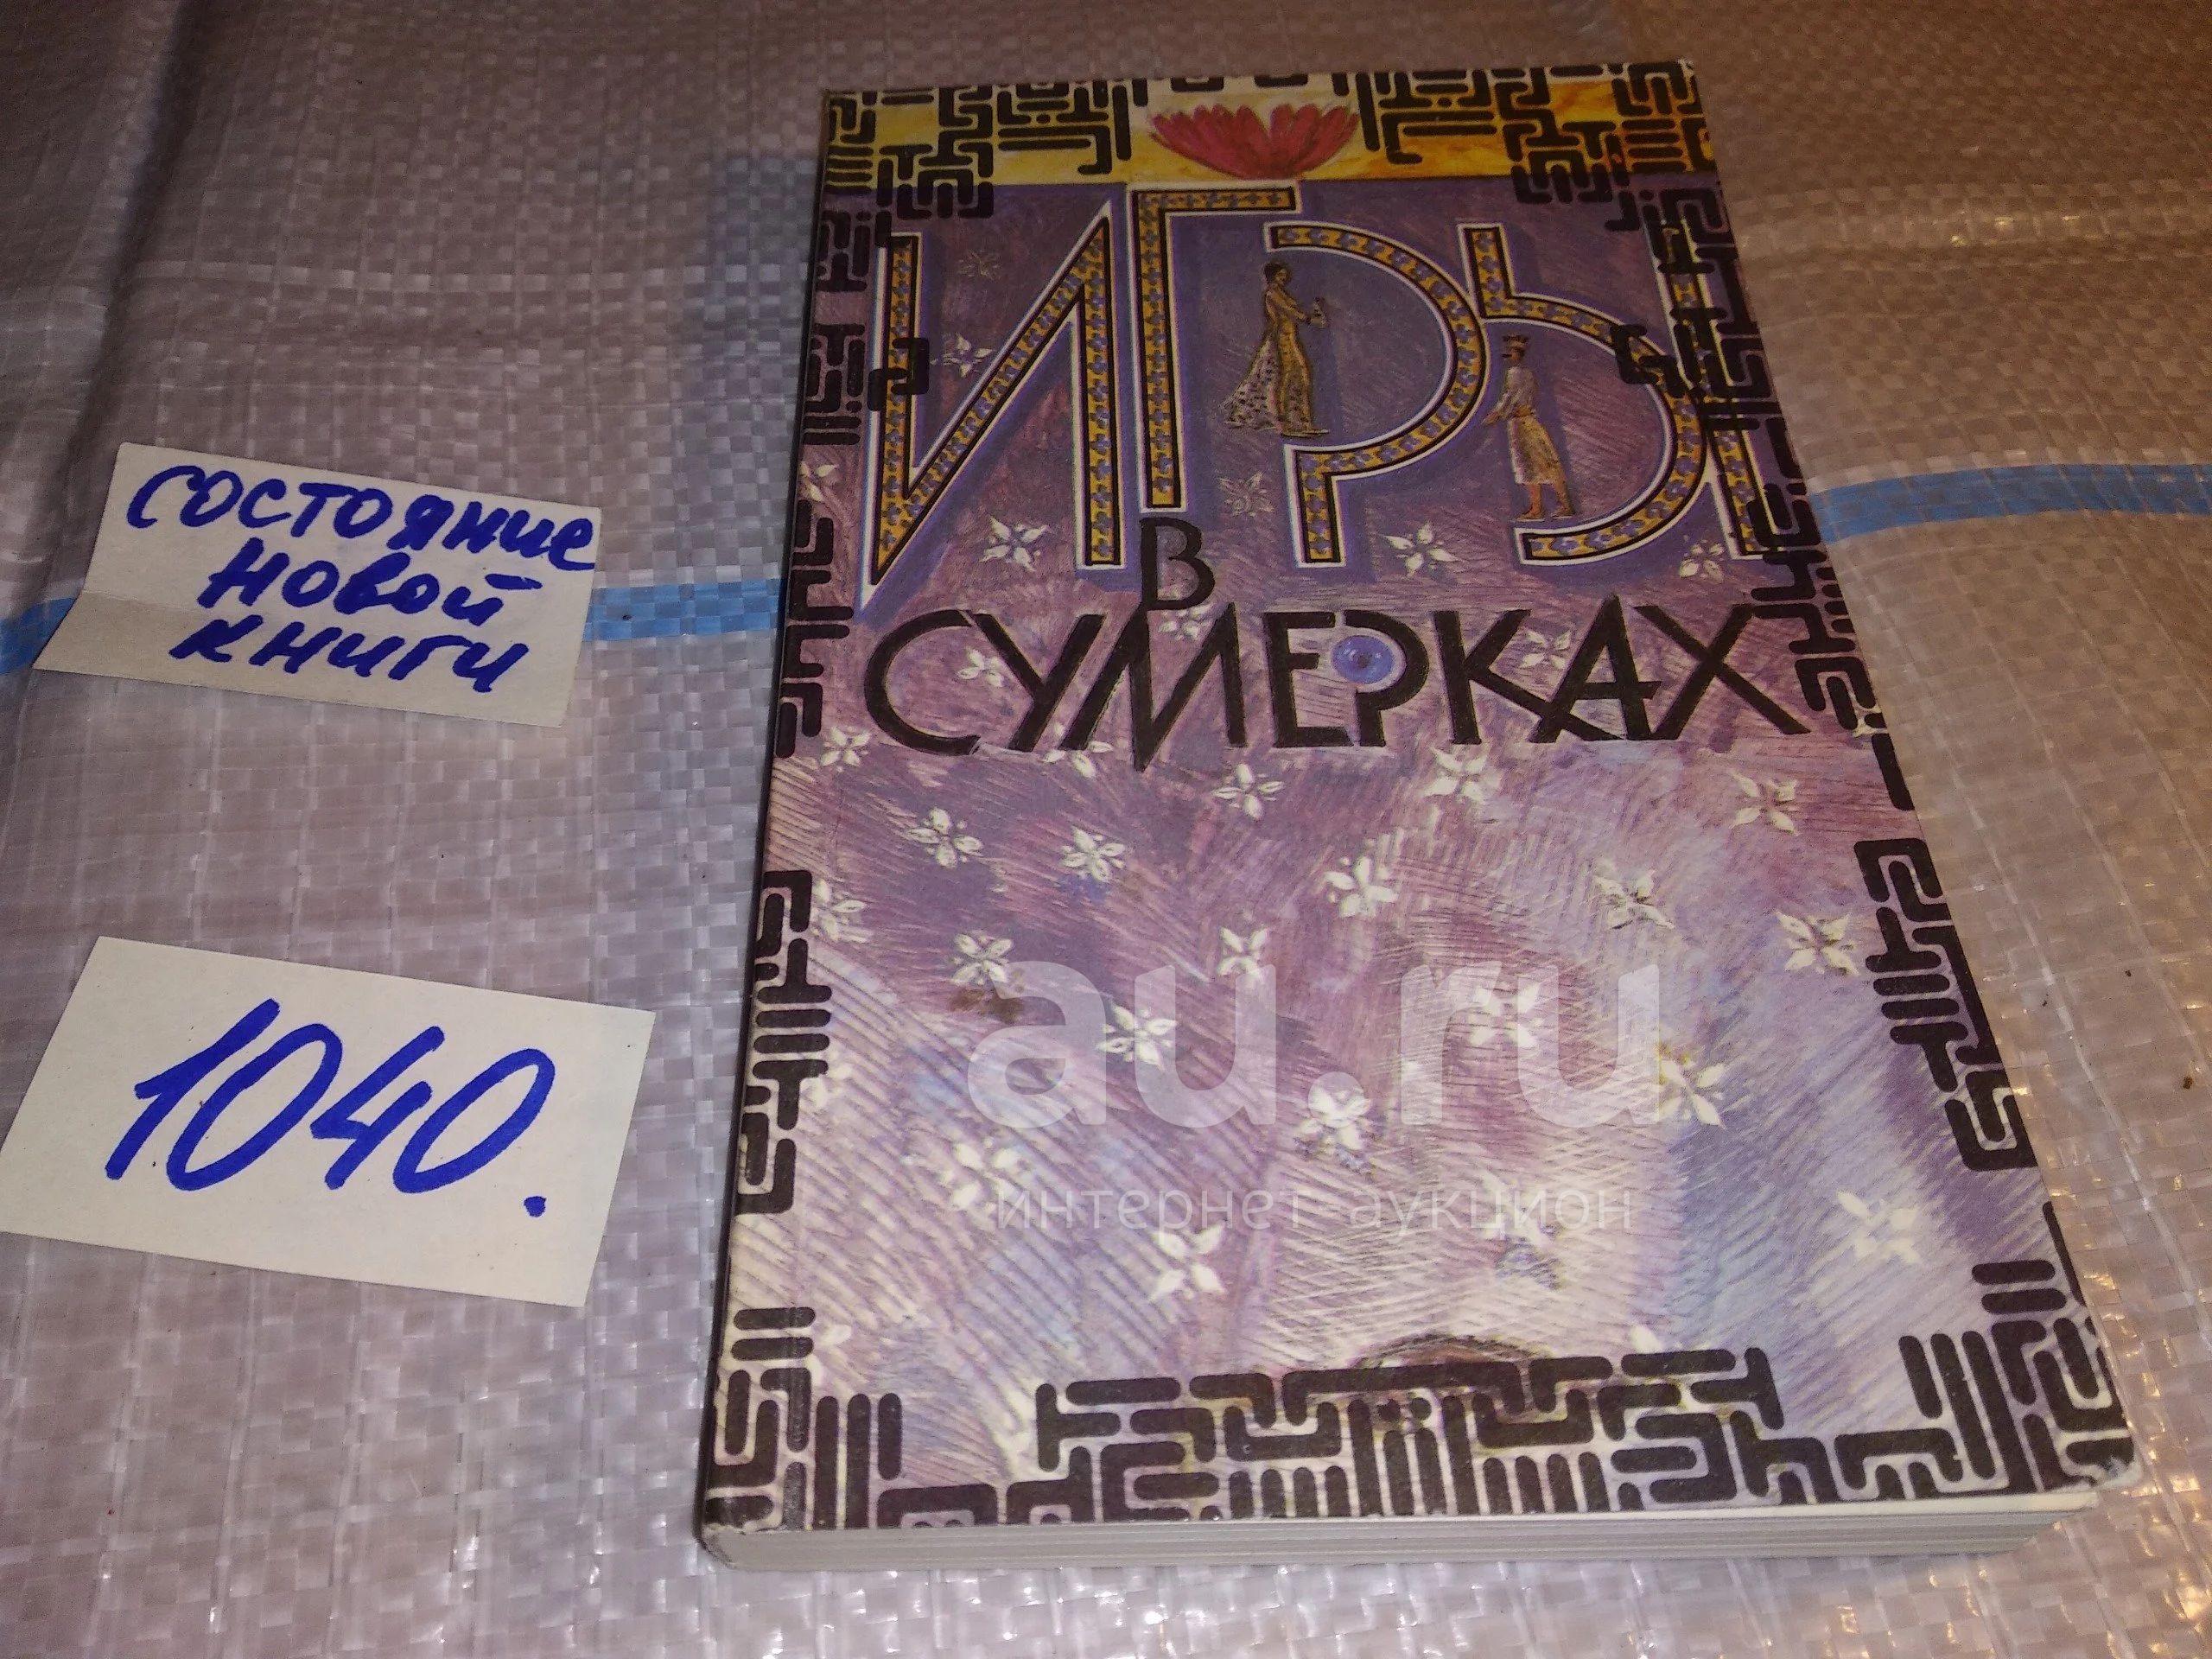 ИГРЫ
В
СУМЕРКАХ
состояние
новой
книги
1040.
au.ru
интернет-аукцион